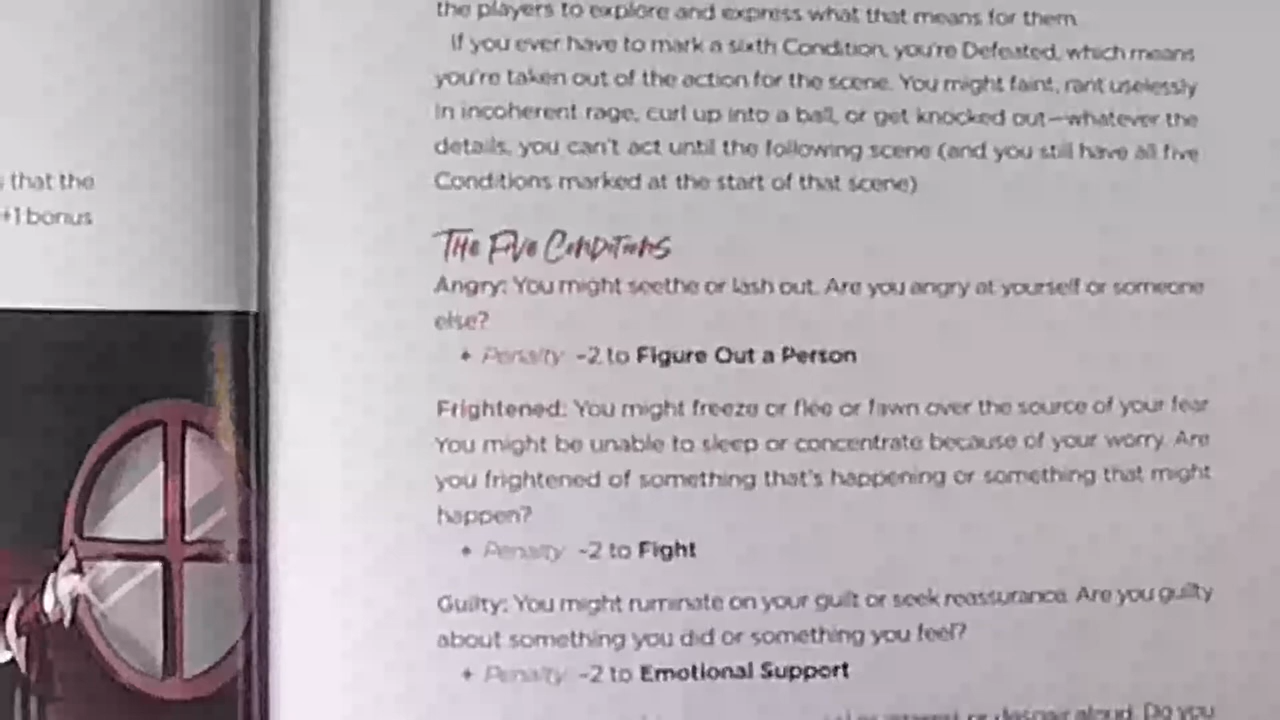 that the
+1 bonus
the players to explore and express what that means for them.
If you ever have to mark a sixth Condition, you're Defeated, which means
you're taken out of the action for the scene. You might faint, rant uselessly
in incoherent rage, curl up into a ball, or get knocked out—whatever the
details, you can't act until the following scene (and you still have all five
Conditions marked at the start of that scene)
The Five Conditions
Angry: You might seethe or lash out. Are you angry at yourself or someone
else?
✦ Penalty -2 to Figure Out a Person
Frightened: You might freeze or flee or fawn over the source of your fear
You might be unable to sleep or concentrate because of your worry. Are
you frightened of something that's happening or something that might
happen?
✦ Penalty -2 to Fight
Guilty: You might ruminate on your guilt or seek reassurance. Are you guilty
about something you did or something you feel?
✦ Penalty -2 to Emotional Support
or despair aloud. Do you